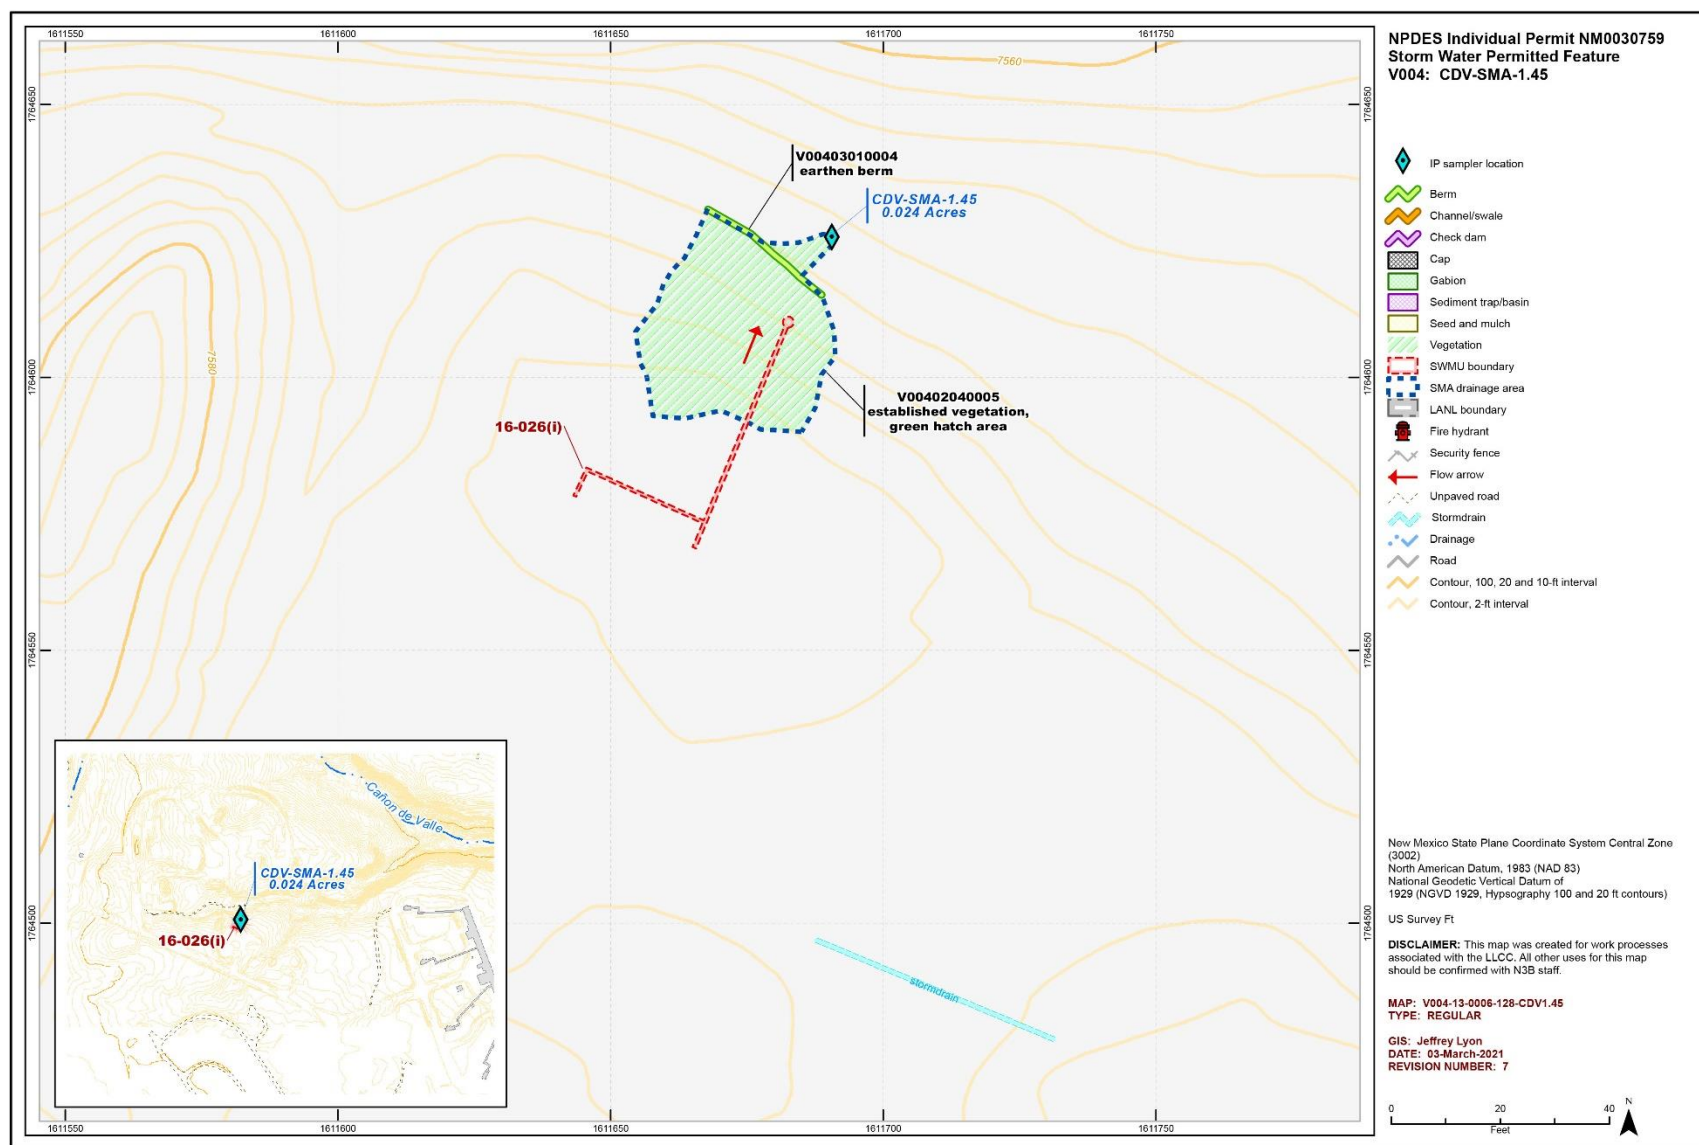 1611550
1611600
1611650
1611700
1611750
NPDES Individual Permit NM0030759
Storm Water Permitted Feature
V004: CDV-SMA-1.45
7560
1764650
1764650
V00403010004
earthen berm
CDV-SMA-1.45
0.024 Acres
IP sampler location
Berm
Channel/swale
Check dam
Cap
Gabion
Sediment trap/basin
Seed and mulch
Vegetation
SWMU boundary
SMA drainage area
LANL boundary
Fire hydrant
Security fence
Flow arrow
Unpaved road
Stormdrain
Drainage
Road
Contour, 100, 20 and 10-ft interval
Contour, 2-ft interval
7580
1764600
1764600
V00402040005
established vegetation,
green hatch area
16-026(i)
1764550
1764550
Cañon de Valle
CDV-SMA-1.45
0.024 Acres
16-026(i)
1764500
1764500
stormdrain
New Mexico State Plane Coordinate System Central Zone
(3002)
North American Datum, 1983 (NAD 83)
National Geodetic Vertical Datum of
1929 (NGVD 1929, Hypsography 100 and 20 ft contours)
US Survey Ft
DISCLAIMER: This map was created for work processes
associated with the LLCC. All other uses for this map
should be confirmed with N3B staff.
MAP: V004-13-0006-128-CDV1.45
TYPE: REGULAR
GIS: Jeffrey Lyon
DATE: 03-March-2021
REVISION NUMBER: 7
0 20 40
Feet
N
1611550
1611600
1611650
1611700
1611750